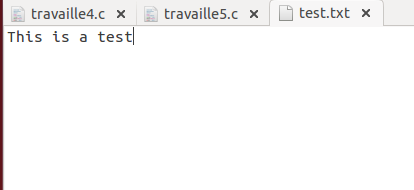 travaille4.c × travaille5.c × test.txt ×
This is a test